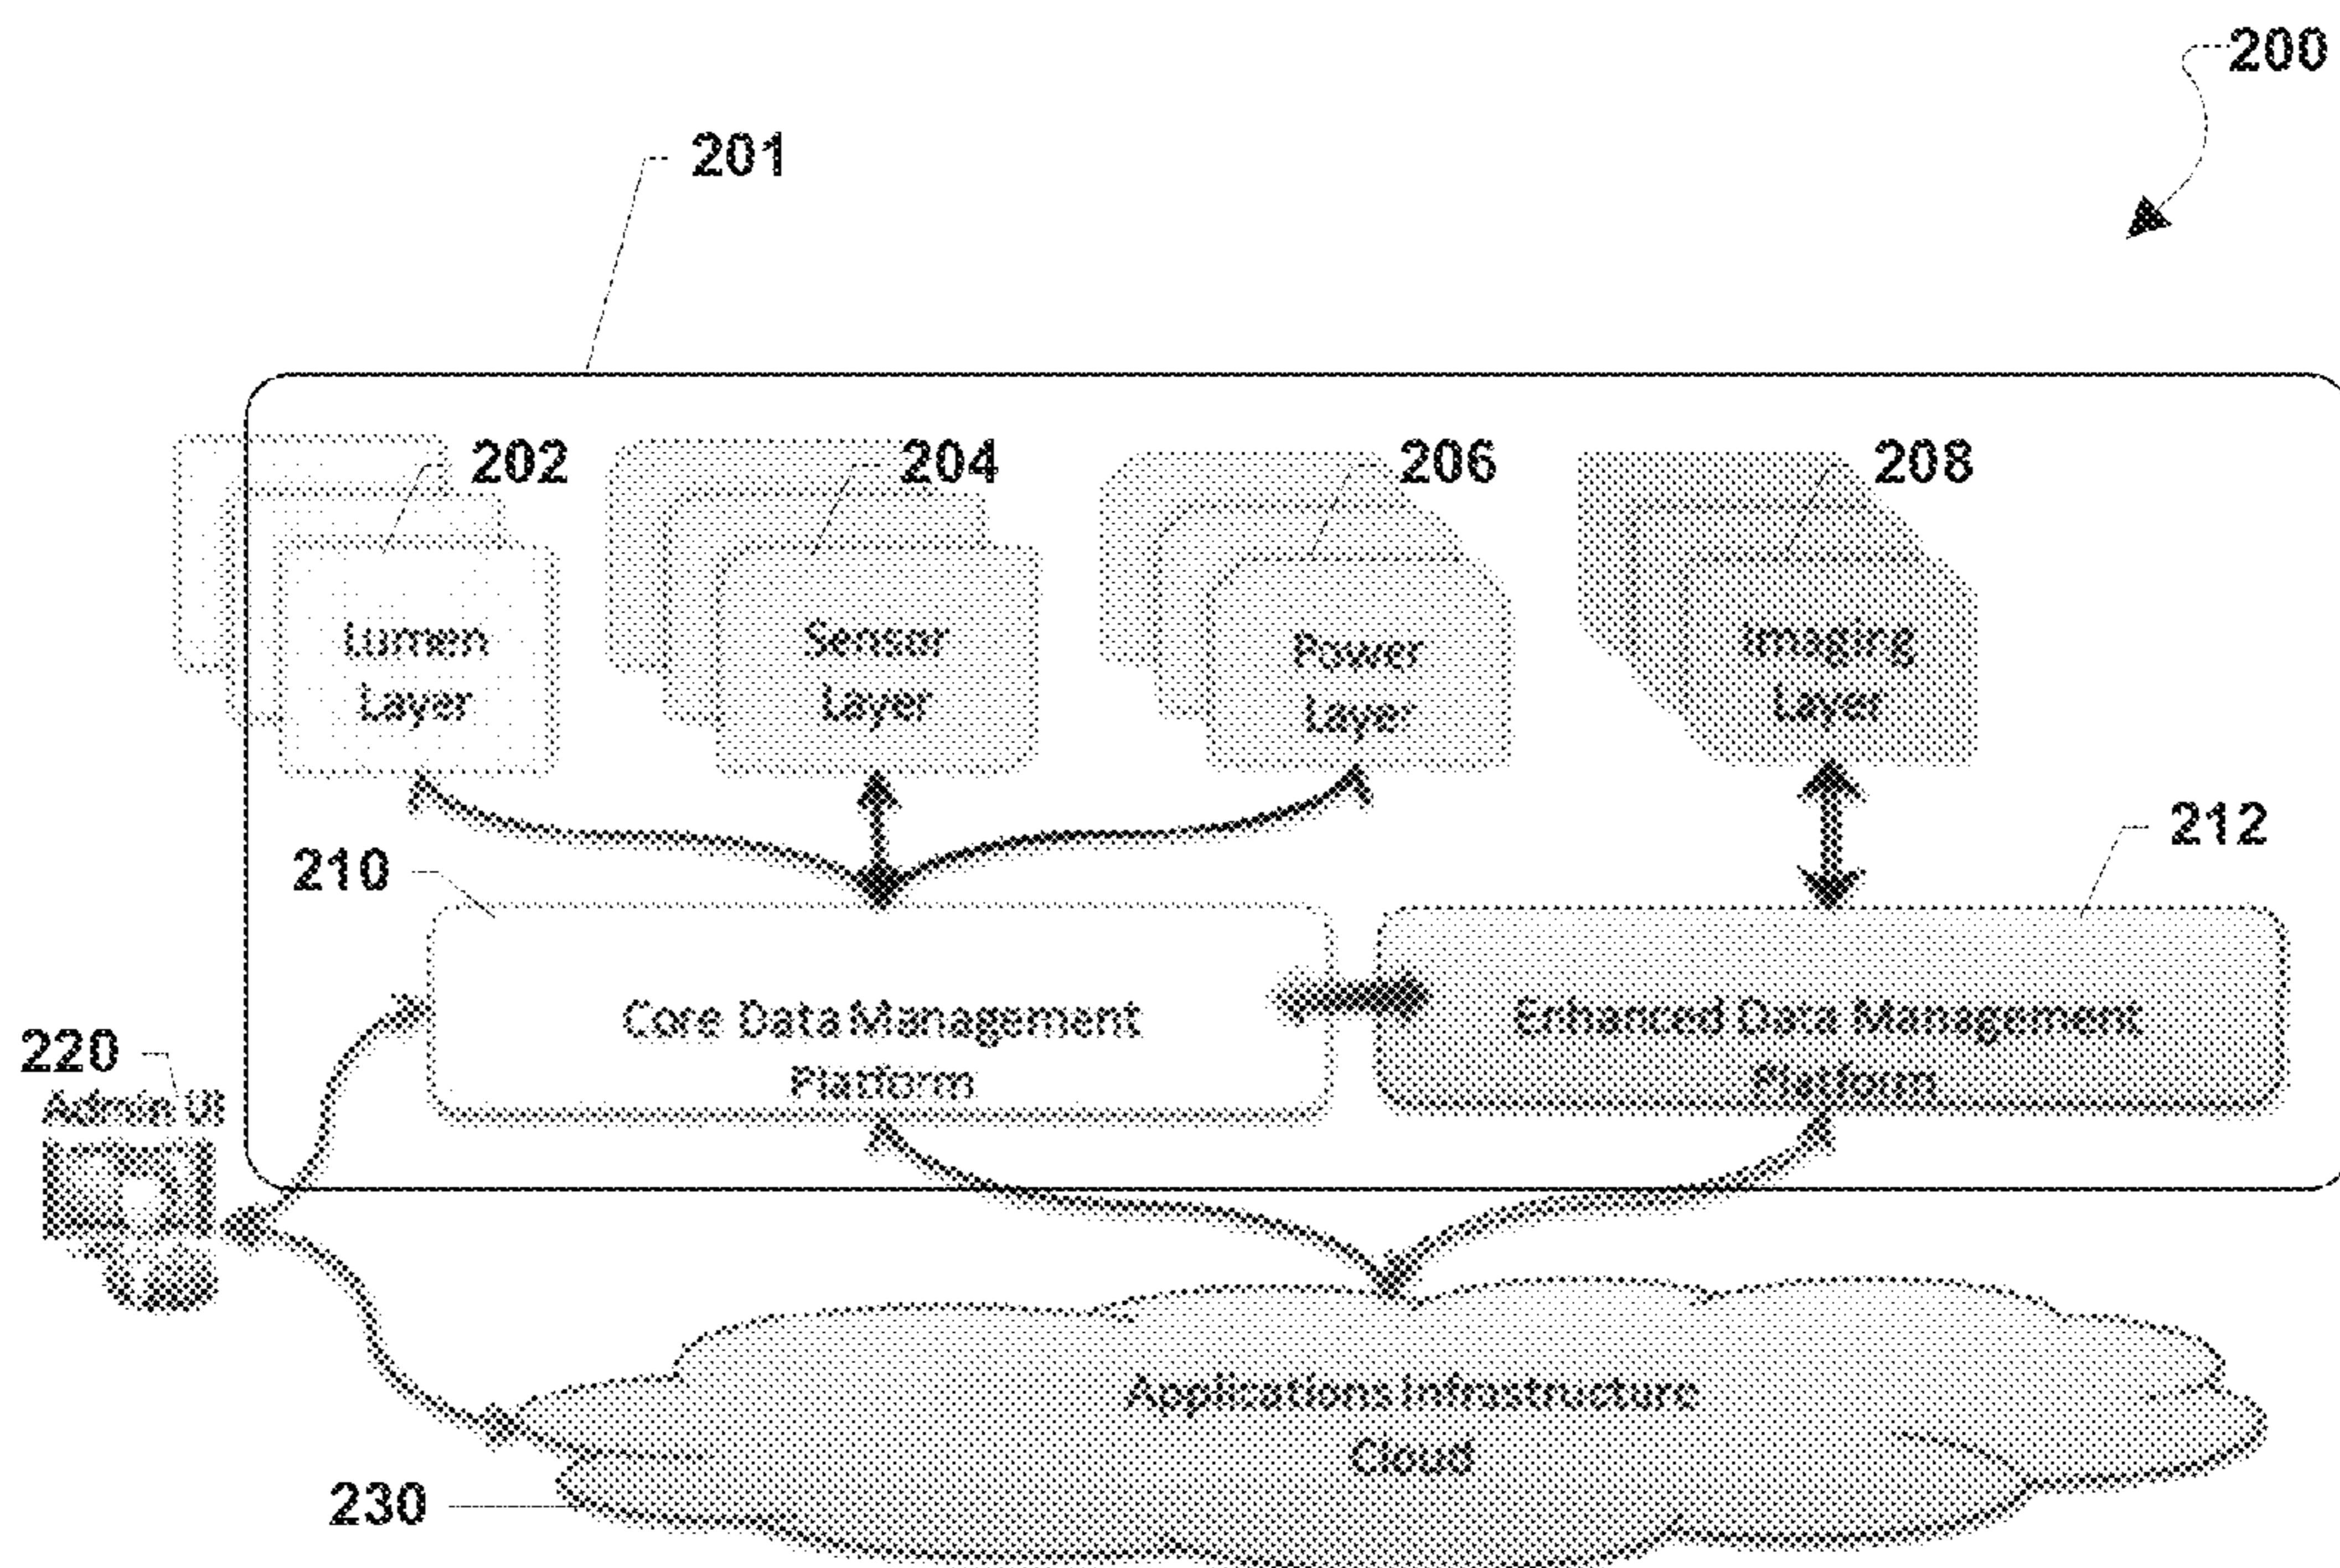 200
201
202
204
206
208
Lumen
Layer
Sensor
Layer
Power
Layer
Imaging
Layer
210
212
Core Data Management
Platform
Enhanced Data Management
Platform
220
Admin UI
Applications Infrastructure
Cloud
230